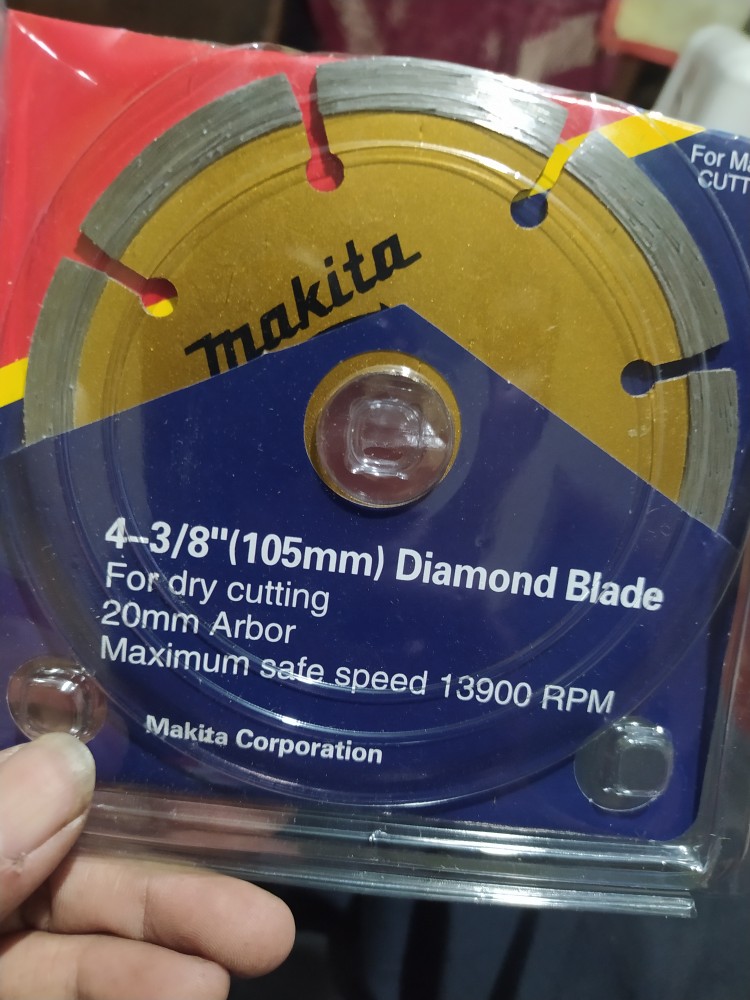 For Ma
CUTT
makita
4–3/8"(105mm) Diamond Blade
For dry cutting
20mm Arbor
Maximum safe speed 13900 RPM
Makita Corporation